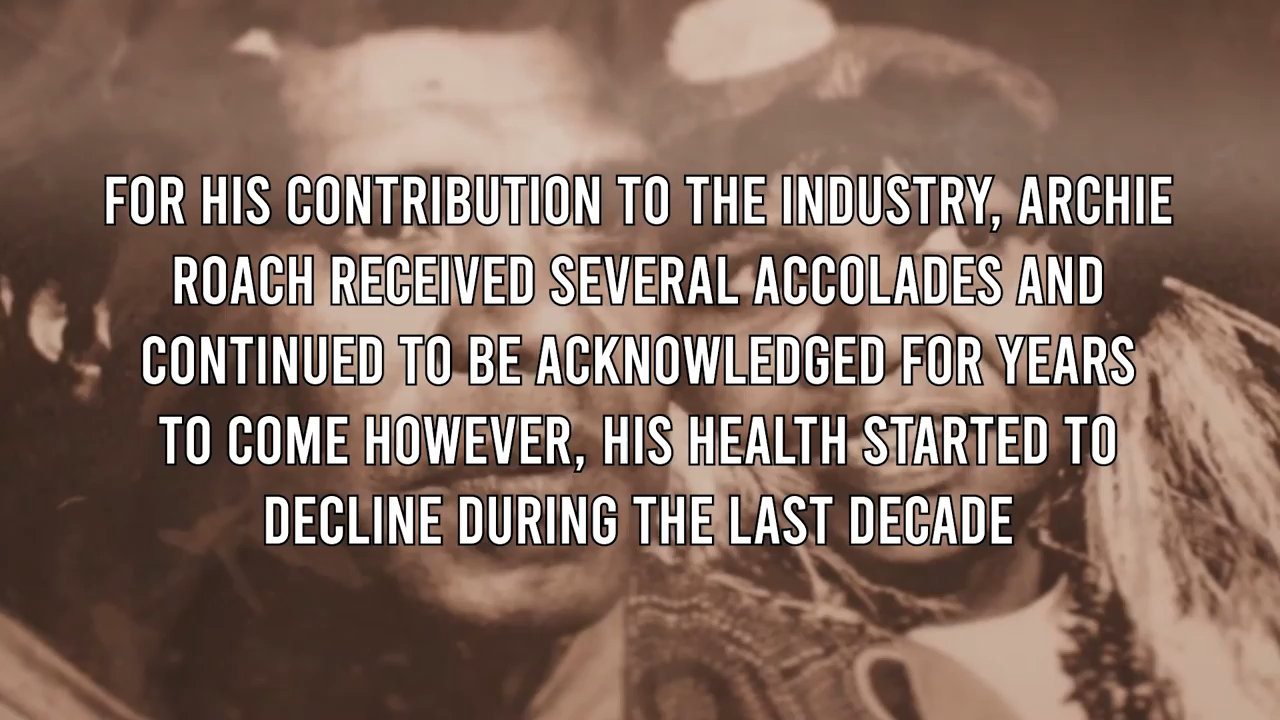 FOR HIS CONTRIBUTION TO THE INDUSTRY, ARCHIE
ROACH RECEIVED SEVERAL ACCOLADES AND
CONTINUED TO BE ACKNOWLEDGED FOR YEARS
TO COME HOWEVER, HIS HEALTH STARTED TO
DECLINE DURING THE LAST DECADE